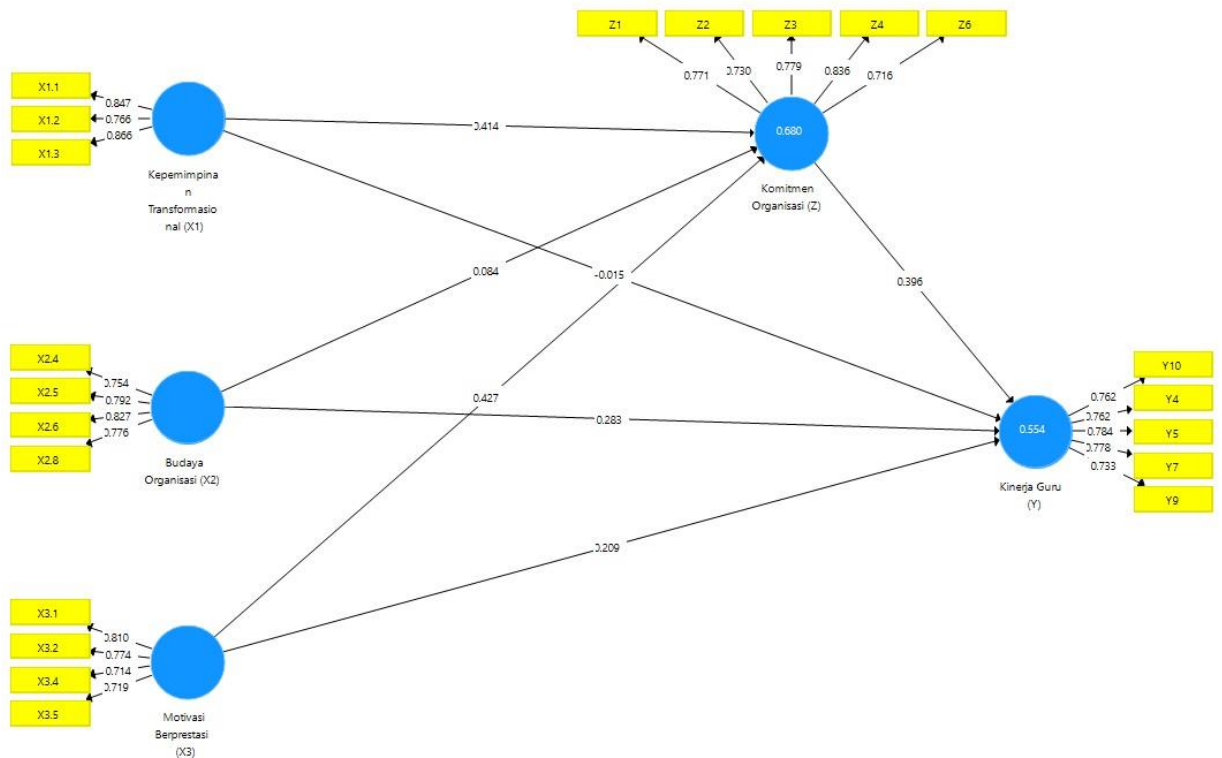 Z1
Z2
Z3
Z4
Z6
0.771
0.730
0.779
0.836
0.716
X1.1
X1.2
X1.3
0.847
0.766
0.866
Kepemimpina
n
Transformasio
nal (X1)
0.414
0.680
Komitmen
Organisasi (Z)
0.084
-0.015
0.396
X2.4
X2.5
X2.6
X2.8
0.754
0.792
0.827
0.776
Budaya
Organisasi (X2)
0.427
0.283
0.554
Kinerja Guru
(Y)
0.762
0.762
0.784
0.778
0.733
Y10
Y4
Y5
Y7
Y9
0.209
X3.1
X3.2
X3.4
X3.5
0.810
0.774
0.714
0.719
Motivasi
Berprestasi
(X3)